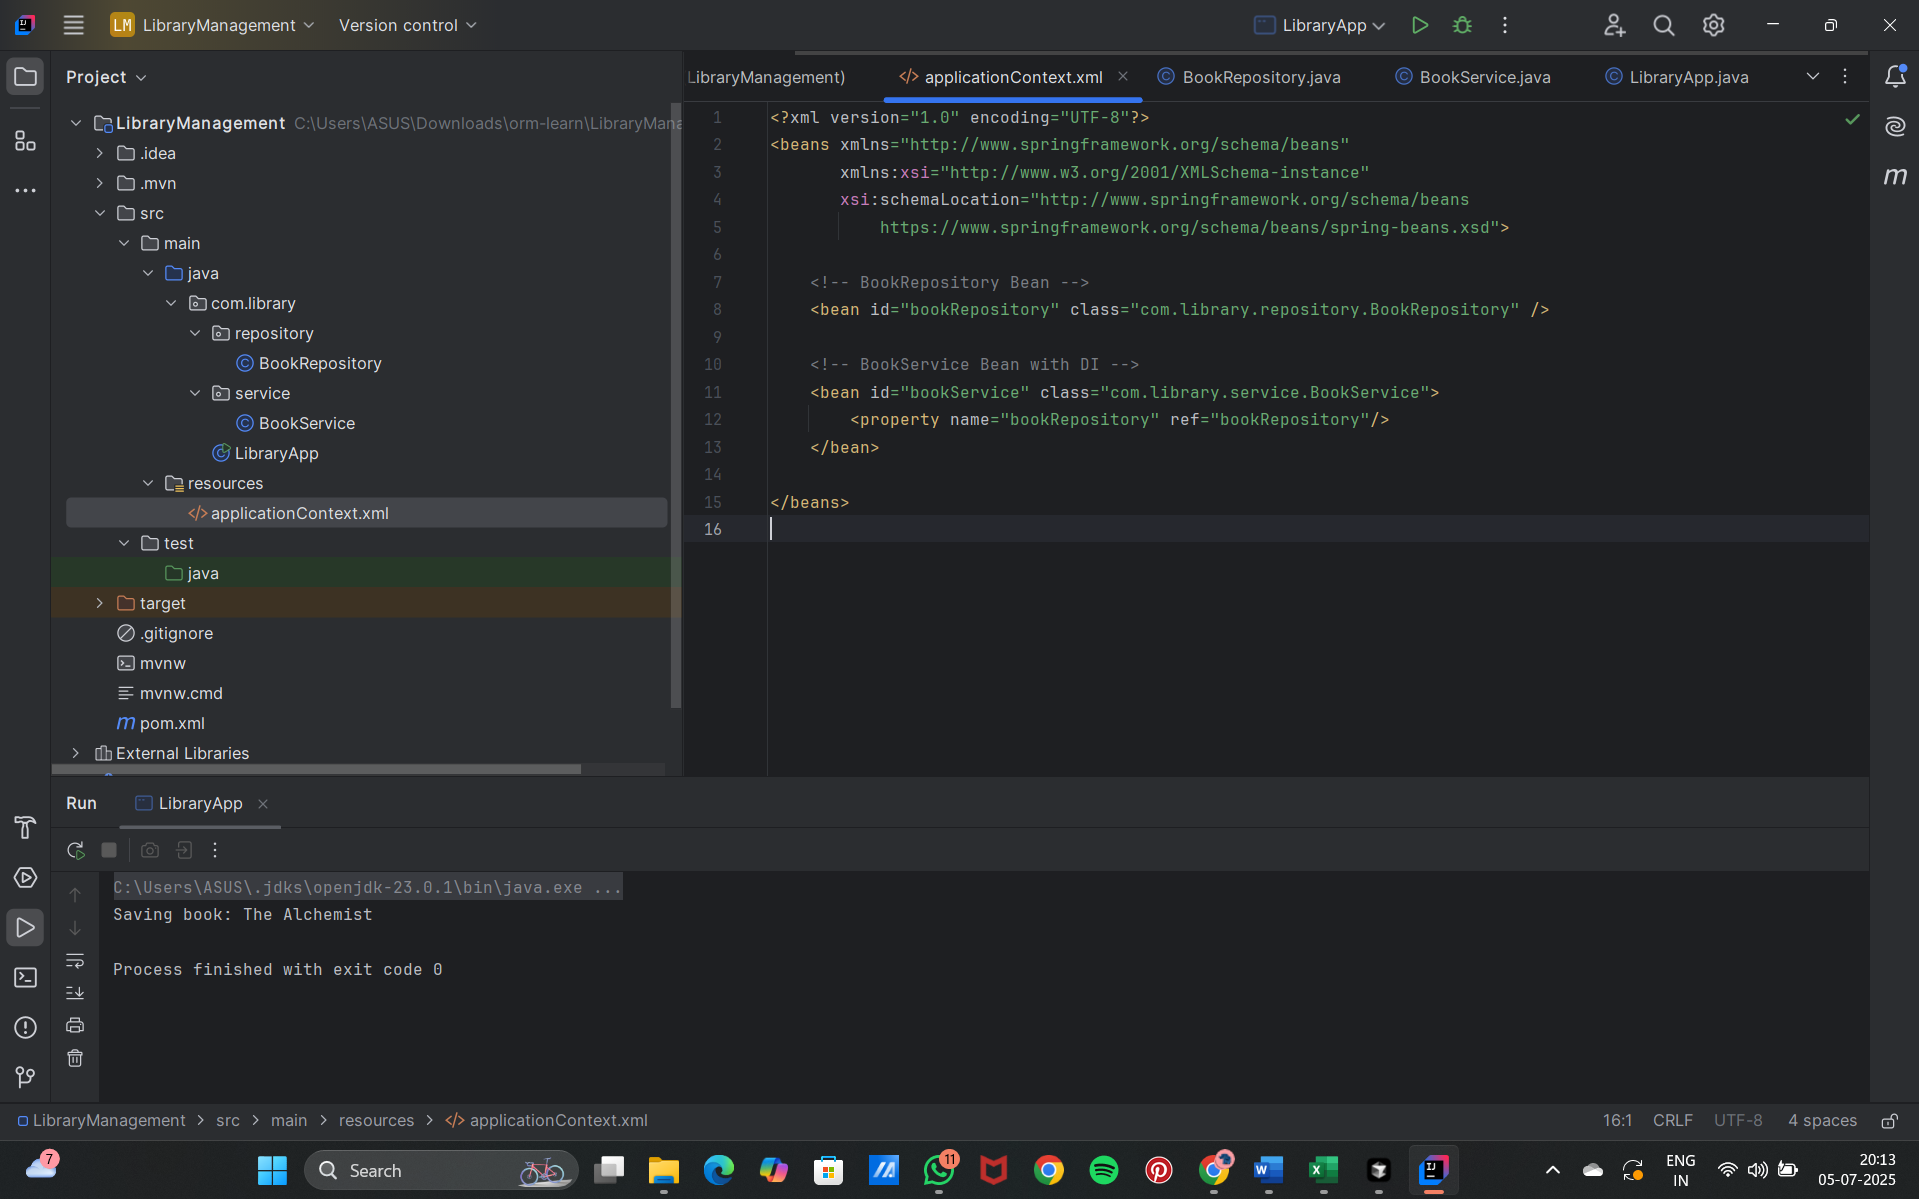 LM LibraryManagement Version control LibraryApp
Project
LibraryManagement C:\Users\ASUS\Downloads\orm-learn\LibraryMana
.idea
.mvn
src
main
java
com.library
repository
BookRepository
service
BookService
LibraryApp
resources
applicationContext.xml
test
java
target
.gitignore
mvnw
mvnw.cmd
pom.xml
External Libraries
LibraryManagement) applicationContext.xml BookRepository.java BookService.java LibraryApp.java
1 <?xml version="1.0" encoding="UTF-8"?>
2 <beans xmlns="http://www.springframework.org/schema/beans"
3 xmlns:xsi="http://www.w3.org/2001/XMLSchema-instance"
4 xsi:schemaLocation="http://www.springframework.org/schema/beans
5 https://www.springframework.org/schema/beans/spring-beans.xsd">
6
7 <!-- BookRepository Bean -->
8 <bean id="bookRepository" class="com.library.repository.BookRepository" />
9
10 <!-- BookService Bean with DI -->
11 <bean id="bookService" class="com.library.service.BookService">
12 <property name="bookRepository" ref="bookRepository"/>
13 </bean>
14
15 </beans>
16
Run LibraryApp
C:\Users\ASUS\.jdks\openjdk-23.0.1\bin\java.exe ...
Saving book: The Alchemist
Process finished with exit code 0
LibraryManagement > src > main > resources > applicationContext.xml 16:1 CRLF UTF-8 4 spaces
7 Search 11 ENG IN 20:13 05-07-2025